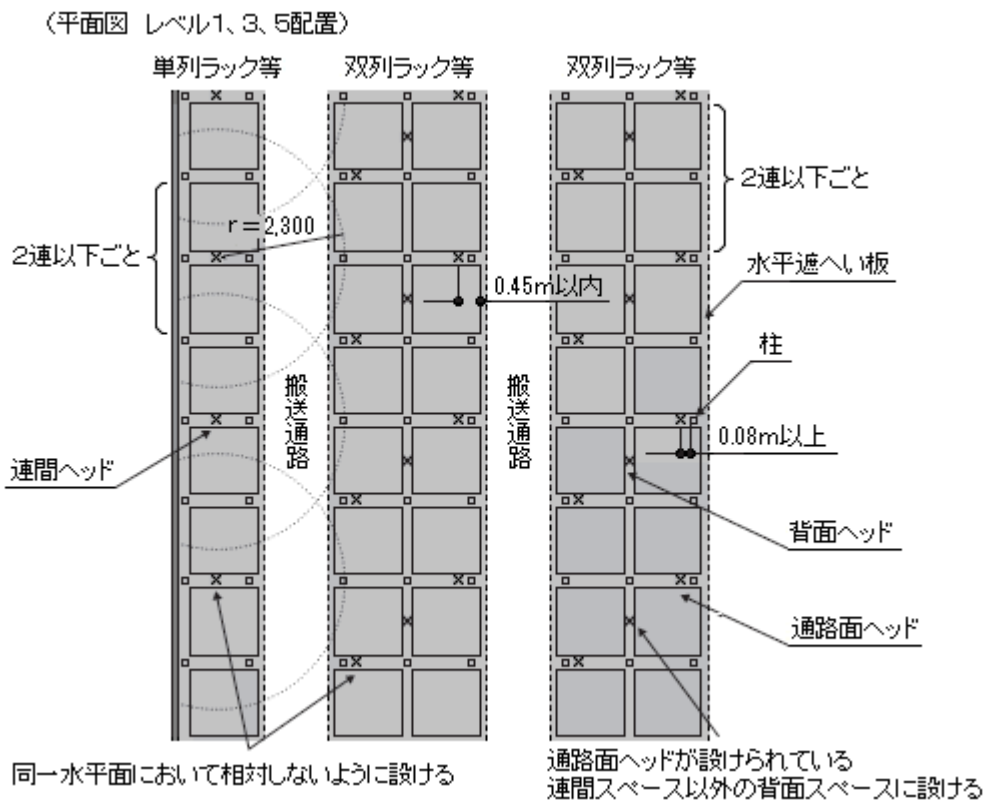 （平面図 レベル1、3、5配置）
単列ラック等
双列ラック等
双列ラック等
2連以下ごと
2連以下ごと
r＝2,300
水平遮へい板
0.45m以内
柱
搬送通路
搬送通路
0.08m以上
連間ヘッド
背面ヘッド
通路面ヘッド
同一水平面において相対しないように設ける
通路面ヘッドが設けられている
連間スペース以外の背面スペースに設ける